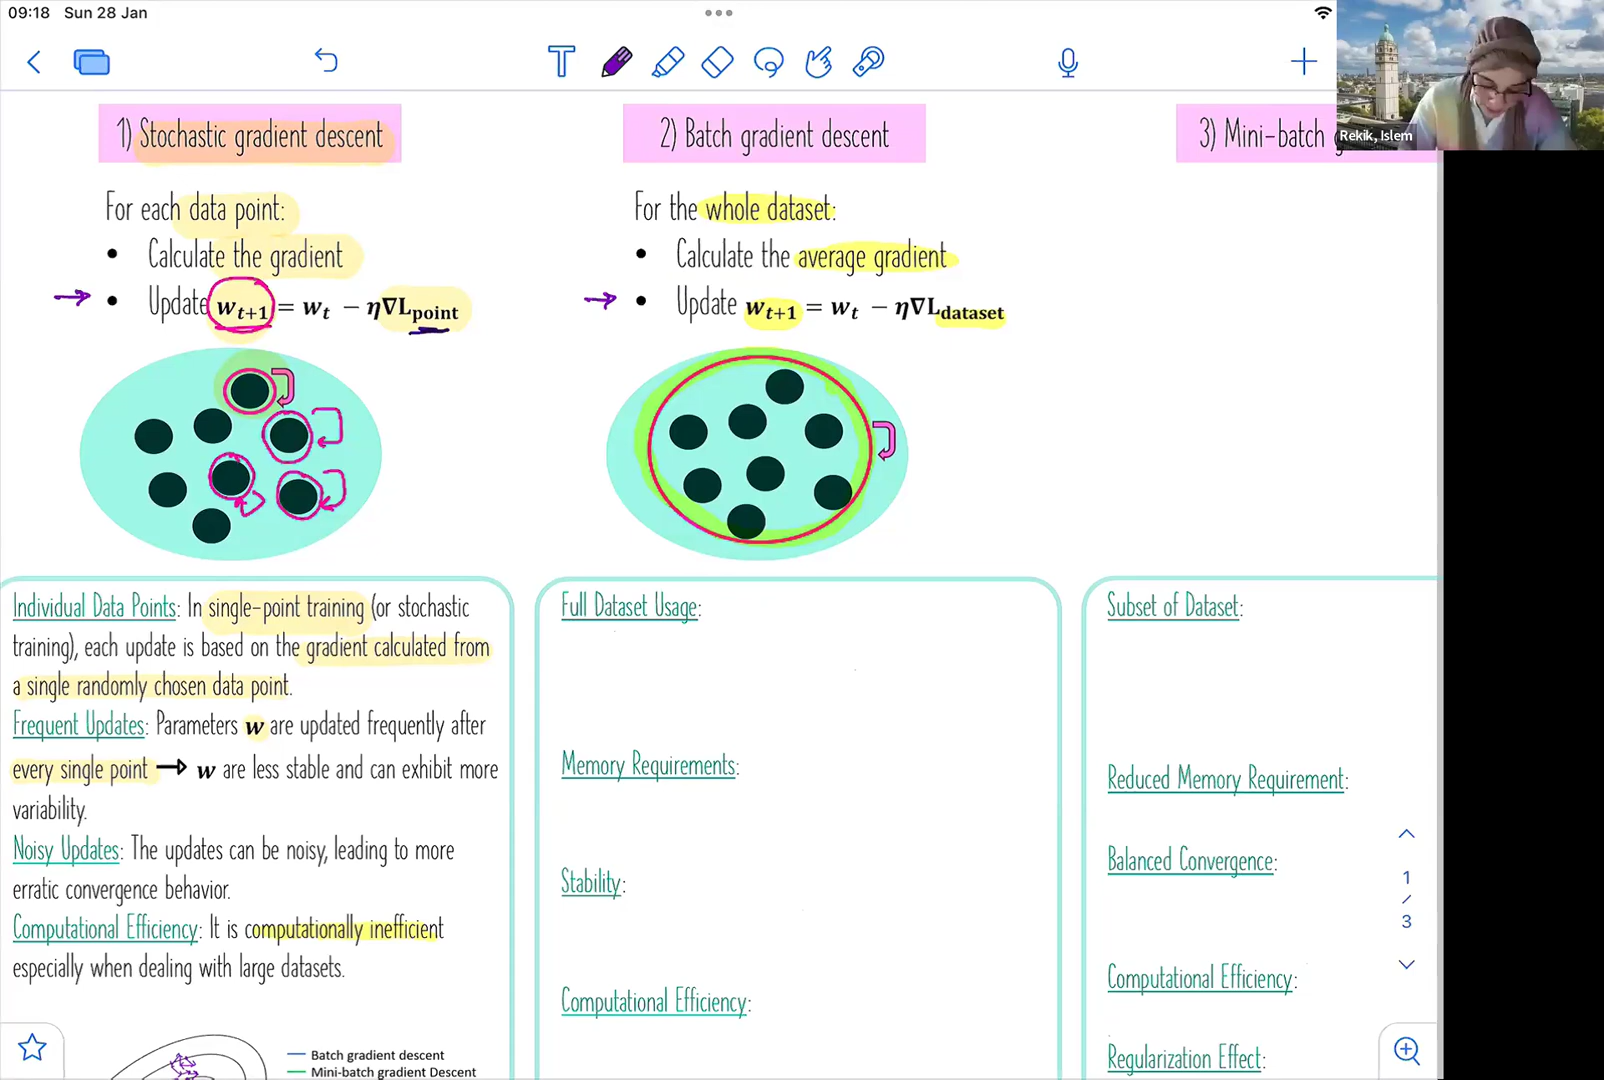 09:18 Sun 28 Jan
T
Rekik, Islem
1) Stochastic gradient descent
For each data point:
• Calculate the gradient
• Update w_{t+1} = w_t − η∇L_point
Individual Data Points: In single-point training (or stochastic
training), each update is based on the gradient calculated from
a single randomly chosen data point.
Frequent Updates: Parameters w are updated frequently after
every single point → w are less stable and can exhibit more
variability.
Noisy Updates: The updates can be noisy, leading to more
erratic convergence behavior.
Computational Efficiency: It is computationally inefficient
especially when dealing with large datasets.
Batch gradient descent
Mini-batch gradient Descent
2) Batch gradient descent
For the whole dataset:
• Calculate the average gradient
• Update w_{t+1} = w_t − η∇L_dataset
Full Dataset Usage:
Memory Requirements:
Stability:
Computational Efficiency:
3) Mini-batch
Subset of Dataset:
Reduced Memory Requirement:
Balanced Convergence:
Computational Efficiency:
Regularization Effect:
1
/
3